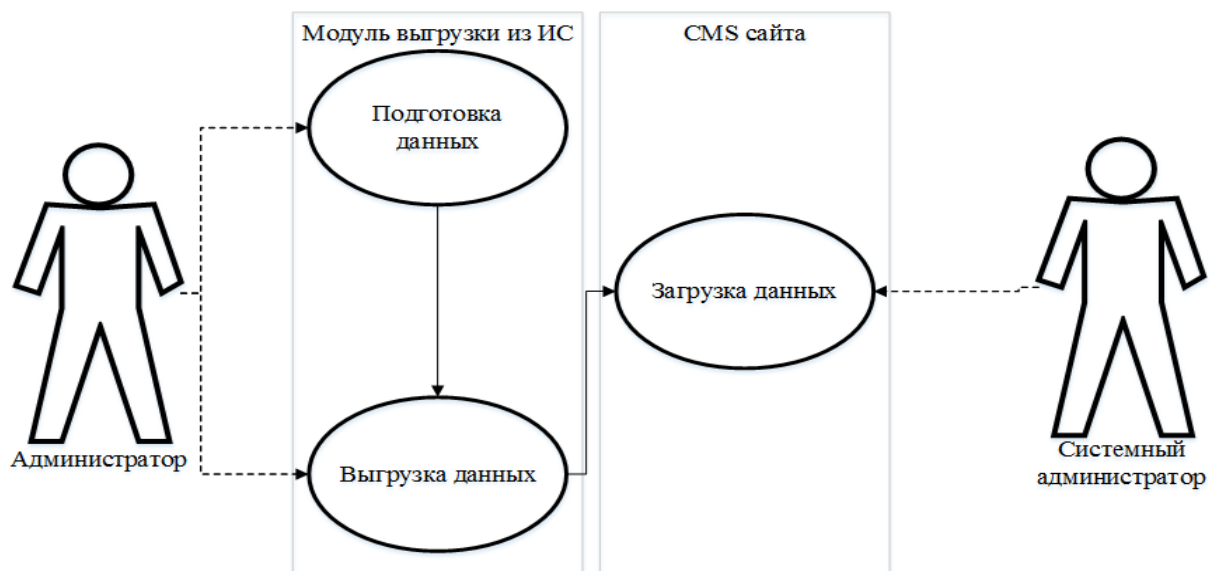 Модуль выгрузки из ИС
CMS сайта
Подготовка
данных
Загрузка данных
Администратор
Выгрузка данных
Системный
администратор